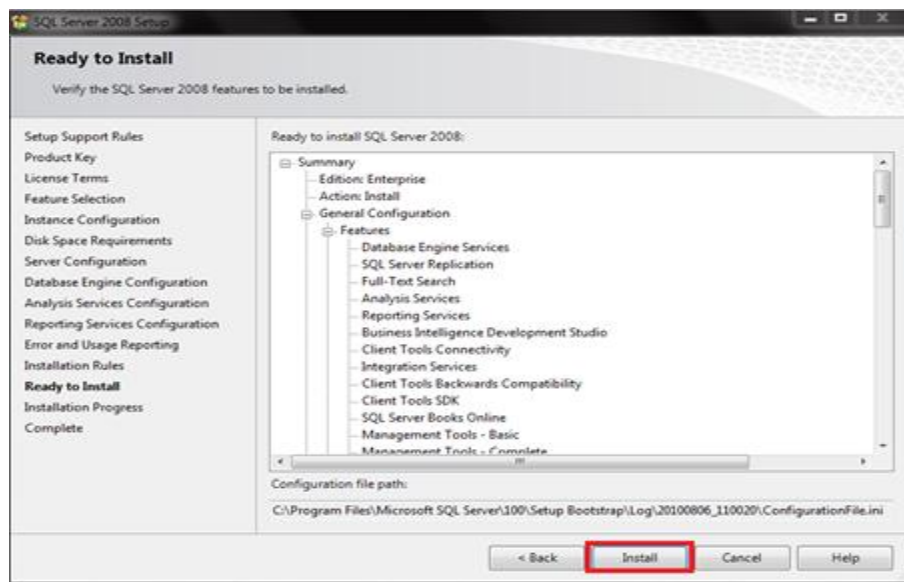 SQL Server 2008 Setup
Ready to Install
Verify the SQL Server 2008 features to be installed.
Setup Support Rules
Product Key
License Terms
Feature Selection
Instance Configuration
Disk Space Requirements
Server Configuration
Database Engine Configuration
Analysis Services Configuration
Reporting Services Configuration
Error and Usage Reporting
Installation Rules
Ready to Install
Installation Progress
Complete
Ready to install SQL Server 2008:
Summary
Edition: Enterprise
Action: Install
General Configuration
Features
Database Engine Services
SQL Server Replication
Full-Text Search
Analysis Services
Reporting Services
Business Intelligence Development Studio
Client Tools Connectivity
Integration Services
Client Tools Backwards Compatibility
Client Tools SDK
SQL Server Books Online
Management Tools - Basic
Management Tools - Complete
Configuration file path:
C:\Program Files\Microsoft SQL Server\100\Setup Bootstrap\Log\20100806_110020\ConfigurationFile.ini
< Back Install Cancel Help